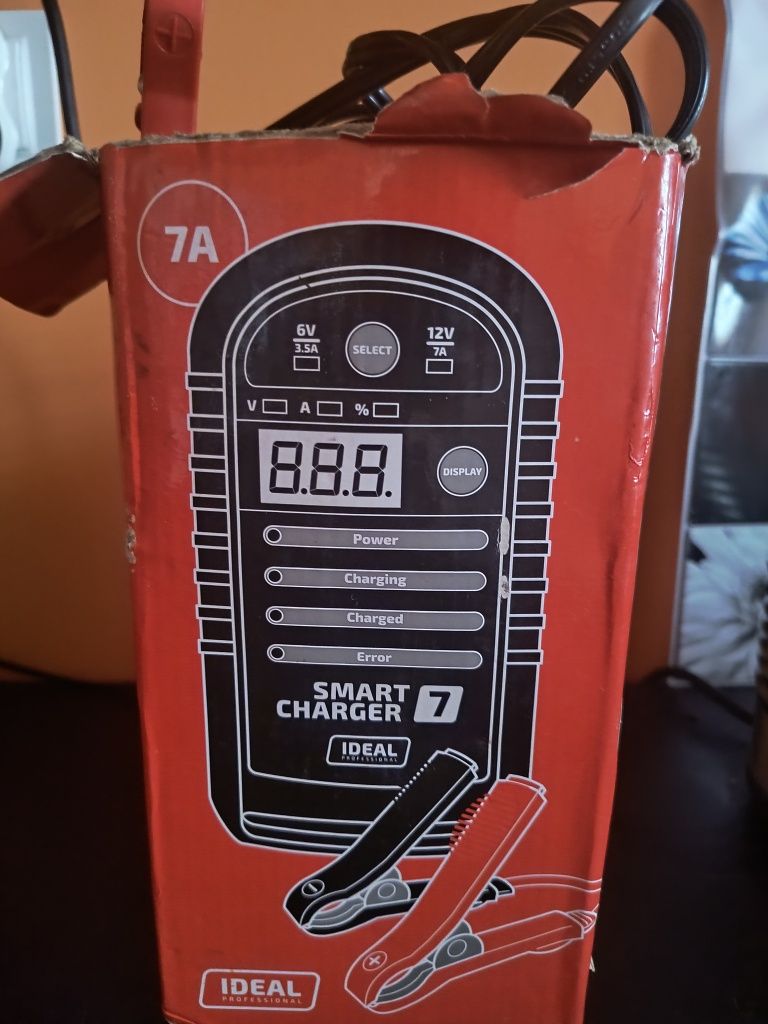 7A
6V
3.5A
SELECT
12V
7A
V A %
8.8.8.
DISPLAY
Power
Charging
Charged
Error
SMART
CHARGER 7
IDEAL
PROFESSIONAL
IDEAL
PROFESSIONAL